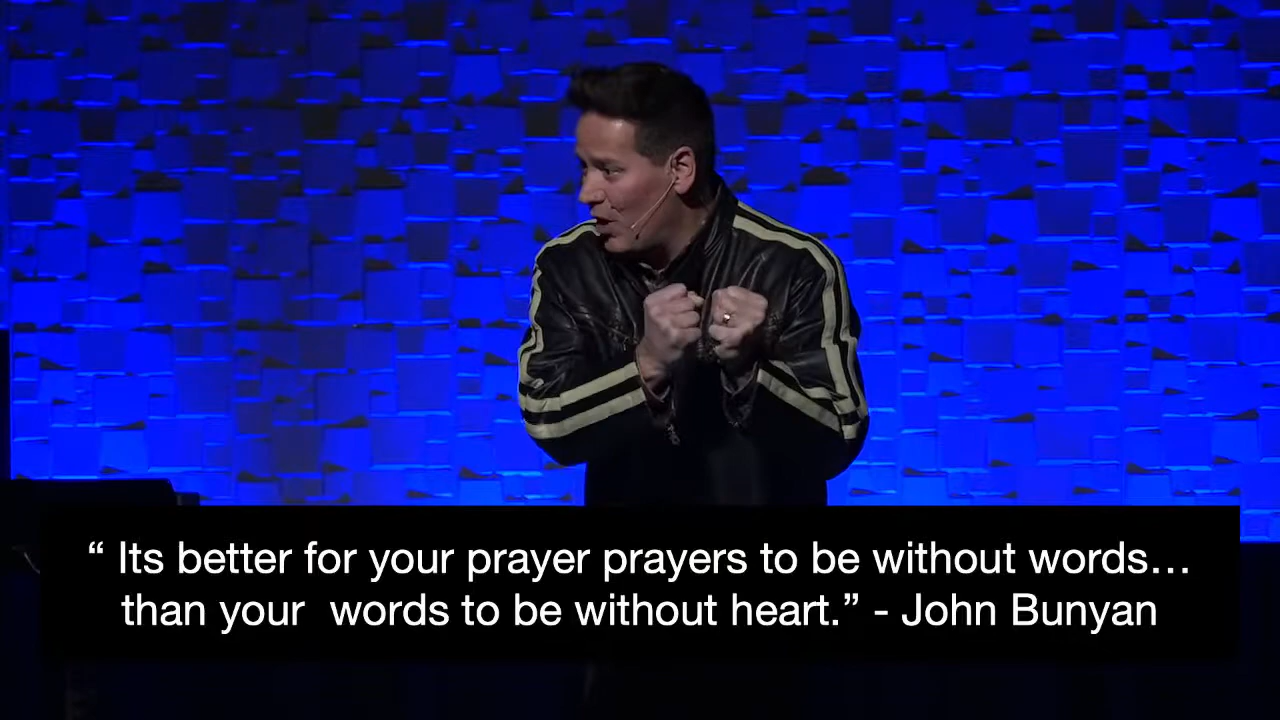 “ Its better for your prayer prayers to be without words…
than your  words to be without heart.” - John Bunyan